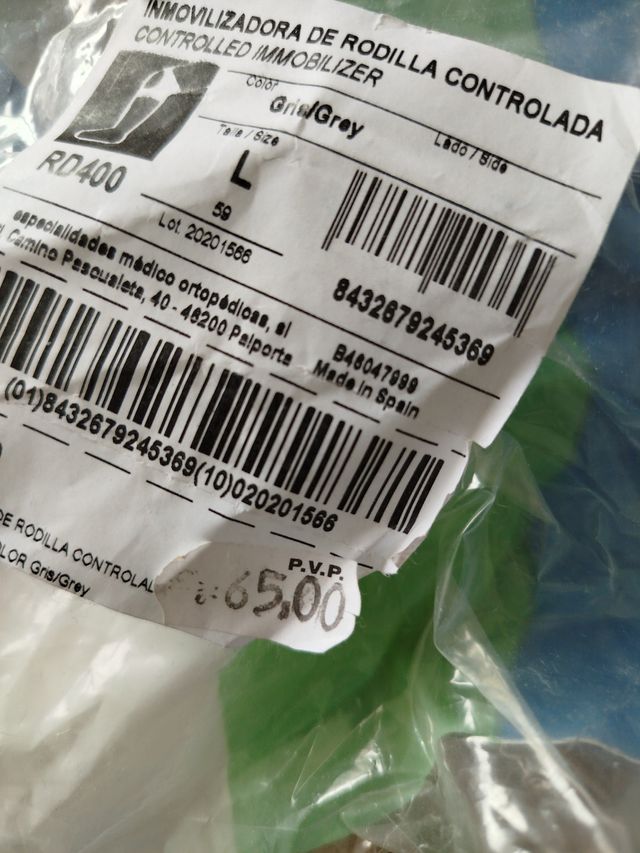 INMOVILIZADORA DE RODILLA CONTROLADA
CONTROLLED IMMOBILIZER
Color
Gris/Grey
Lado / Side
Talla / Size
L
RD400
59
Lot. 20201566
8432679245369
especialidades médico ortopédicas, sl
Camino Pascualeta, 40 - 46200 Paiporta
B46047999
Made in Spain
(01)8432679245369(10)020201566
DE RODILLA CONTROLAD
OLOR Gris/Grey
P.V.P.
65,00